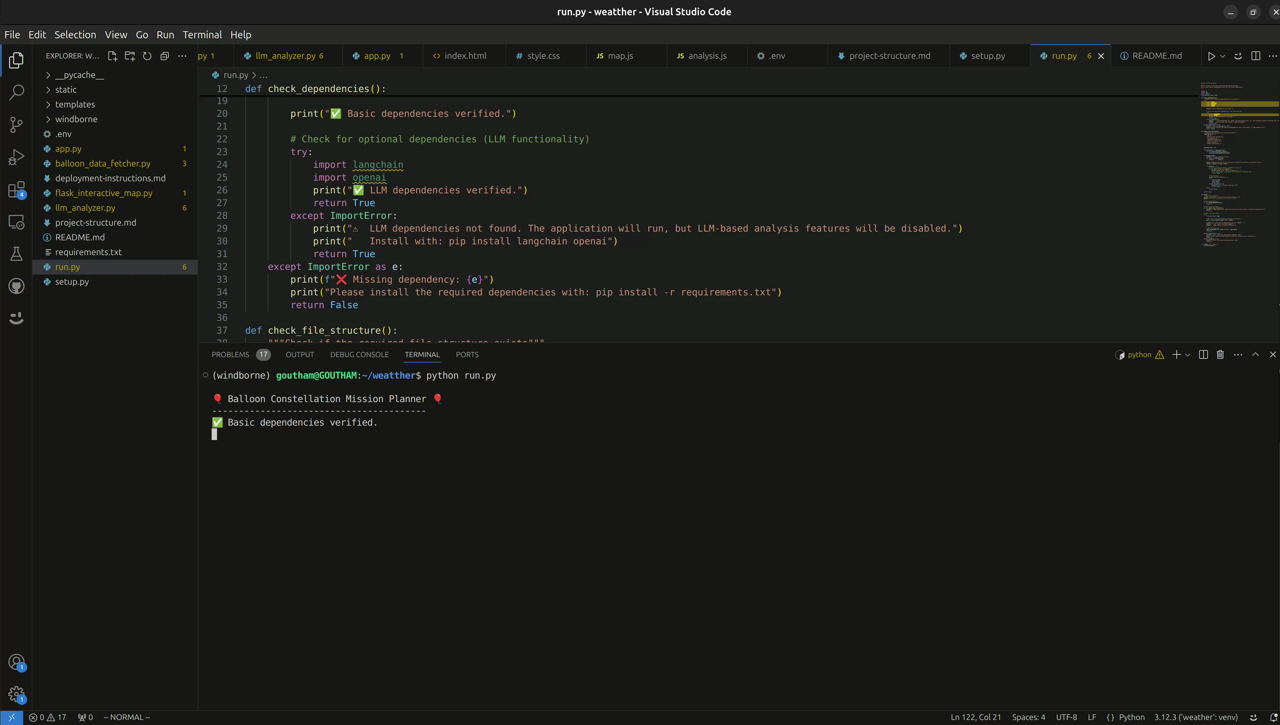 run.py - weatther - Visual Studio Code
File Edit Selection View Go Run Terminal Help
EXPLORER: W...
py 1
llm_analyzer.py 6
app.py 1
index.html
style.css
map.js
analysis.js
.env
project-structure.md
setup.py
run.py 6
README.md
__pycache__
static
templates
windborne
.env
app.py 1
balloon_data_fetcher.py 3
deployment-instructions.md
flask_interactive_map.py 1
llm_analyzer.py 6
project-structure.md
README.md
requirements.txt
run.py 6
setup.py
4
1
1
run.py > ...
12 def check_dependencies():
19
20 print("✅ Basic dependencies verified.")
21
22 # Check for optional dependencies (LLM functionality)
23 try:
24 import langchain
25 import openai
26 print("✅ LLM dependencies verified.")
27 return True
28 except ImportError:
29 print("⚠ LLM dependencies not found. The application will run, but LLM-based analysis features will be disabled.")
30 print("   Install with: pip install langchain openai")
31 return True
32 except ImportError as e:
33 print(f"❌ Missing dependency: {e}")
34 print("Please install the required dependencies with: pip install -r requirements.txt")
35 return False
36
37 def check_file_structure():
"""Check if the required file structure exists"""
PROBLEMS 17 OUTPUT DEBUG CONSOLE TERMINAL PORTS
python
(windborne) goutham@GOUTHAM:~/weatther$ python run.py
🎈 Balloon Constellation Mission Planner 🎈
----------------------------------------
✅ Basic dependencies verified.
0 17 0 -- NORMAL -- Ln 122, Col 21 Spaces: 4 UTF-8 LF {} Python 3.12.3 ('weather': venv)